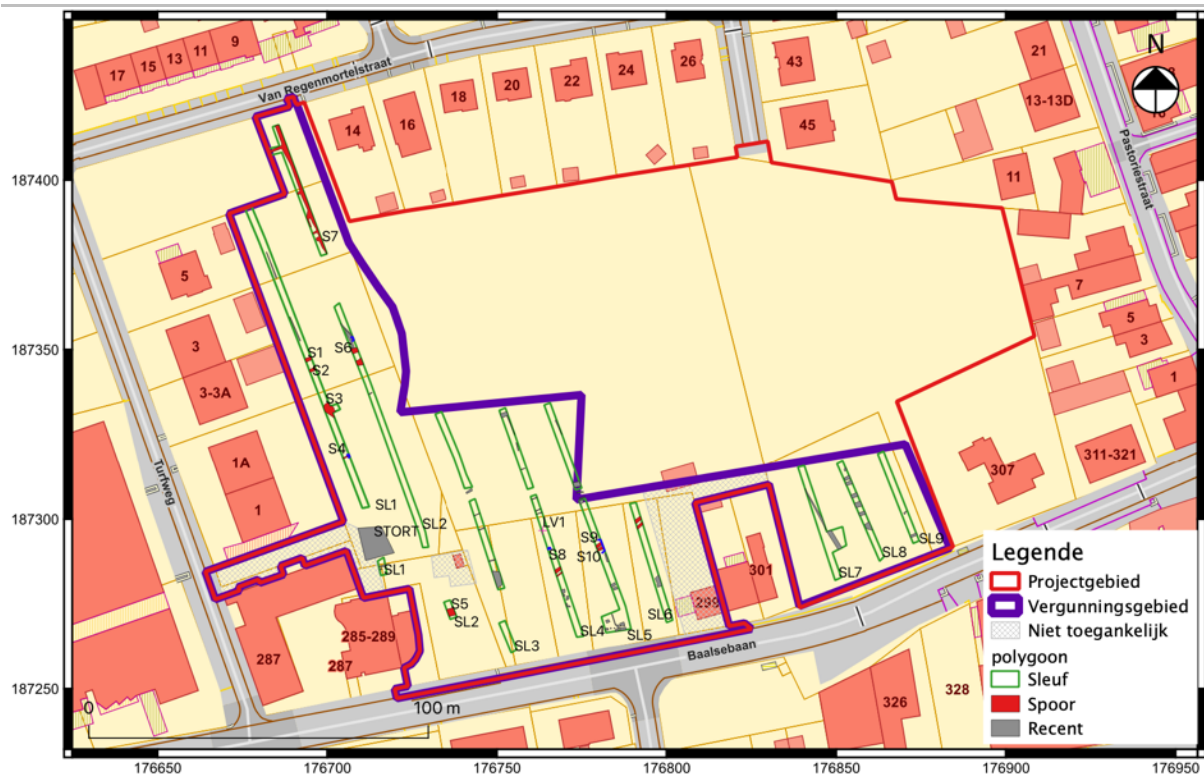 17 15 13 11 9
Van Regenmortelstraat
14
16
18
20
22
24
26
43
45
21
13-13D
11
N
Pastoriestraat
187400
187350
187300
187250
5
3
3-3A
1A
1
Turfweg
7
5
3
1
307
311-321
S7
S1
S2
S6
S3
S4
SL1
STORT
SL2
SL1
S5
SL2
SL3
LV1
S8
SL4
S9
S10
SL5
SL6
299
301
SL7
SL8
SL9
285-289
287
287
Baalsebaan
326
328
0
100 m
Legende
Projectgebied
Vergunningsgebied
Niet toegankelijk
polygoon
Sleuf
Spoor
Recent
176650 176700 176750 176800 176850 176900 176950